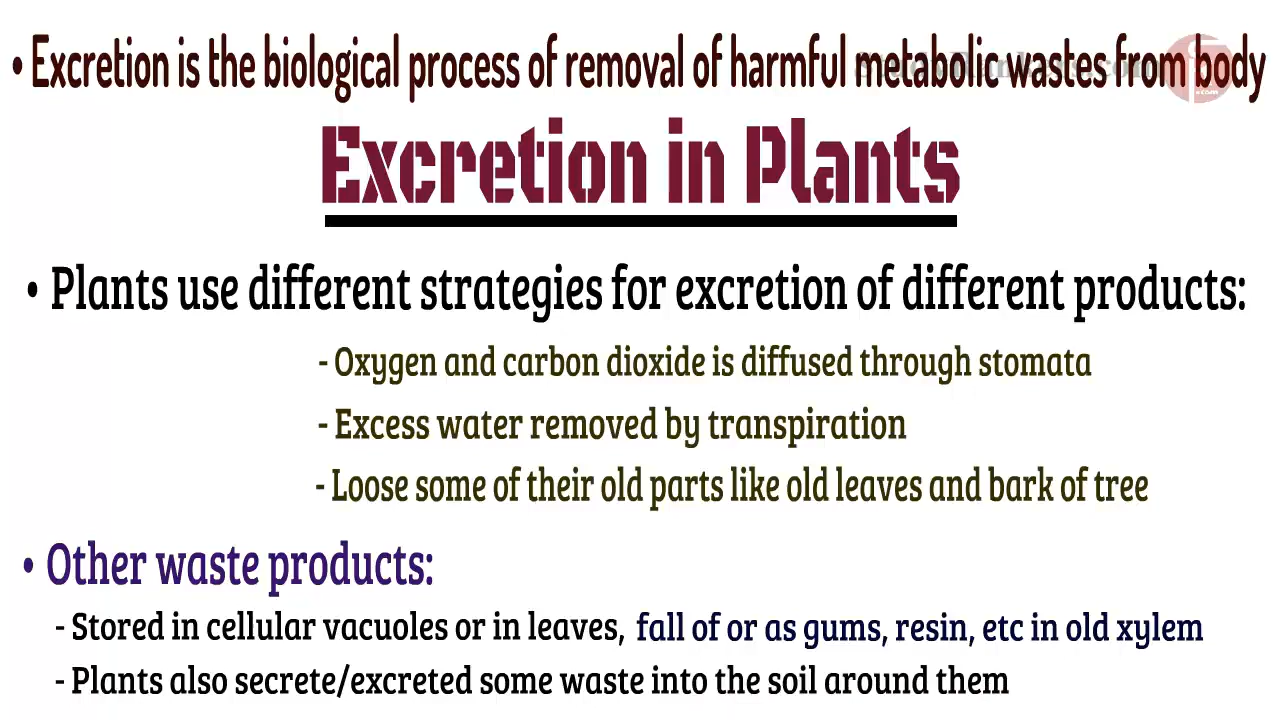 • Excretion is the biological process of removal of harmful metabolic wastes from body
Excretion in Plants
• Plants use different strategies for excretion of different products:
- Oxygen and carbon dioxide is diffused through stomata
- Excess water removed by transpiration
- Loose some of their old parts like old leaves and bark of tree
• Other waste products:
- Stored in cellular vacuoles or in leaves, fall of or as gums, resin, etc in old xylem
- Plants also secrete/excreted some waste into the soil around them